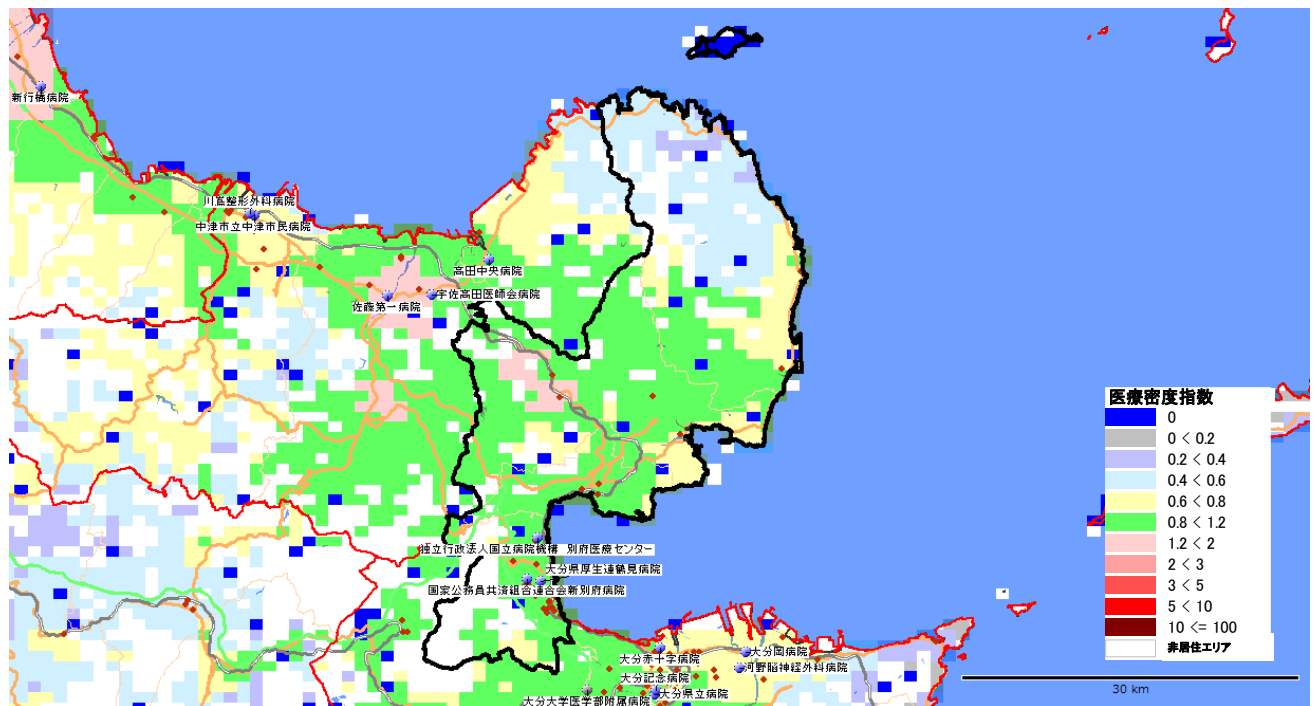 新行橋病院
川嶌整形外科病院
中津市立中津市民病院
高田中央病院
佐藤第一病院
宇佐高田医師会病院
独立行政法人国立病院機構 別府医療センター
大分県厚生連鶴見病院
国家公務員共済組合連合会新別府病院
大分赤十字病院
大分岡病院
河野脳神経外科病院
大分記念病院
大分大学医学部附属病院
大分県立病院
医療密度指数
0
0 < 0.2
0.2 < 0.4
0.4 < 0.6
0.6 < 0.8
0.8 < 1.2
1.2 < 2
2 < 3
3 < 5
5 < 10
10 <= 100
非居住エリア
30 km